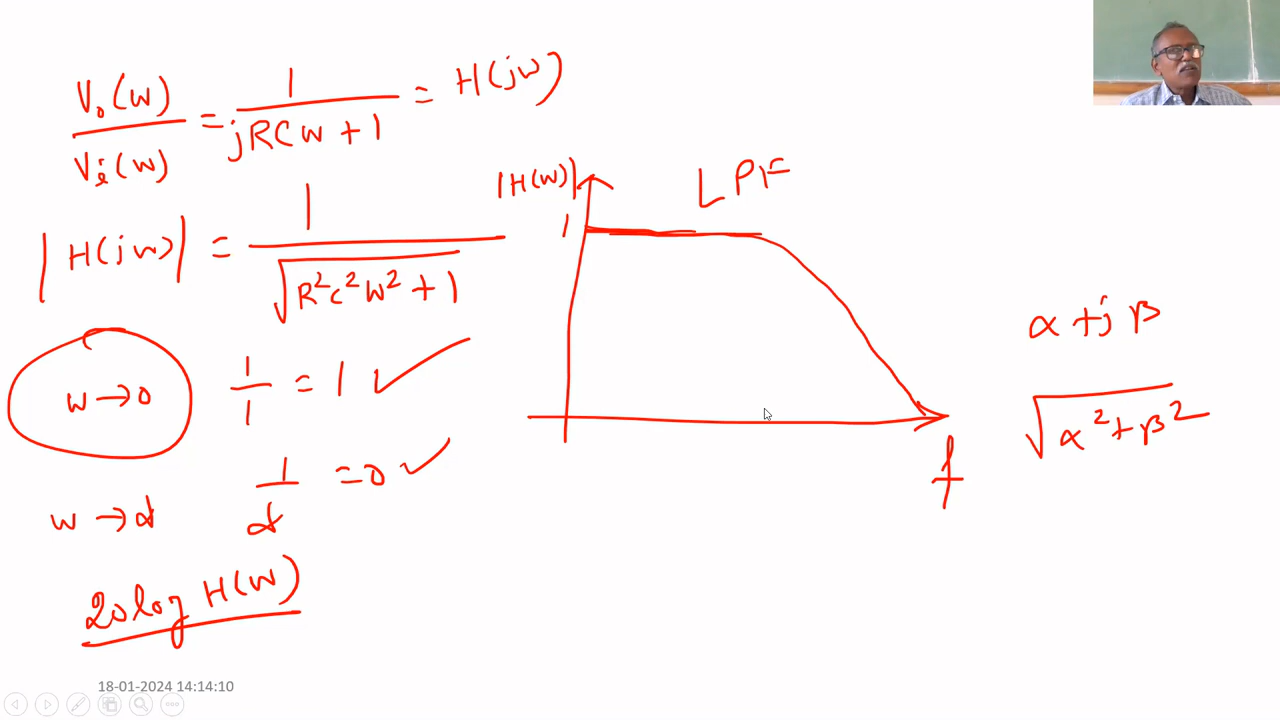 V₀(w) / Vᵢ(w) = 1 / jRCw + 1 = H(jw)
|H(jw)| = 1 / √R²c²w² + 1
w → 0 1/1 = 1 ✓
w → α 1/α = 0 ✓
20 log H(w)
|H(w)|
LPF
1
f
α + jβ
√α² + β²
18-01-2024 14:14:10